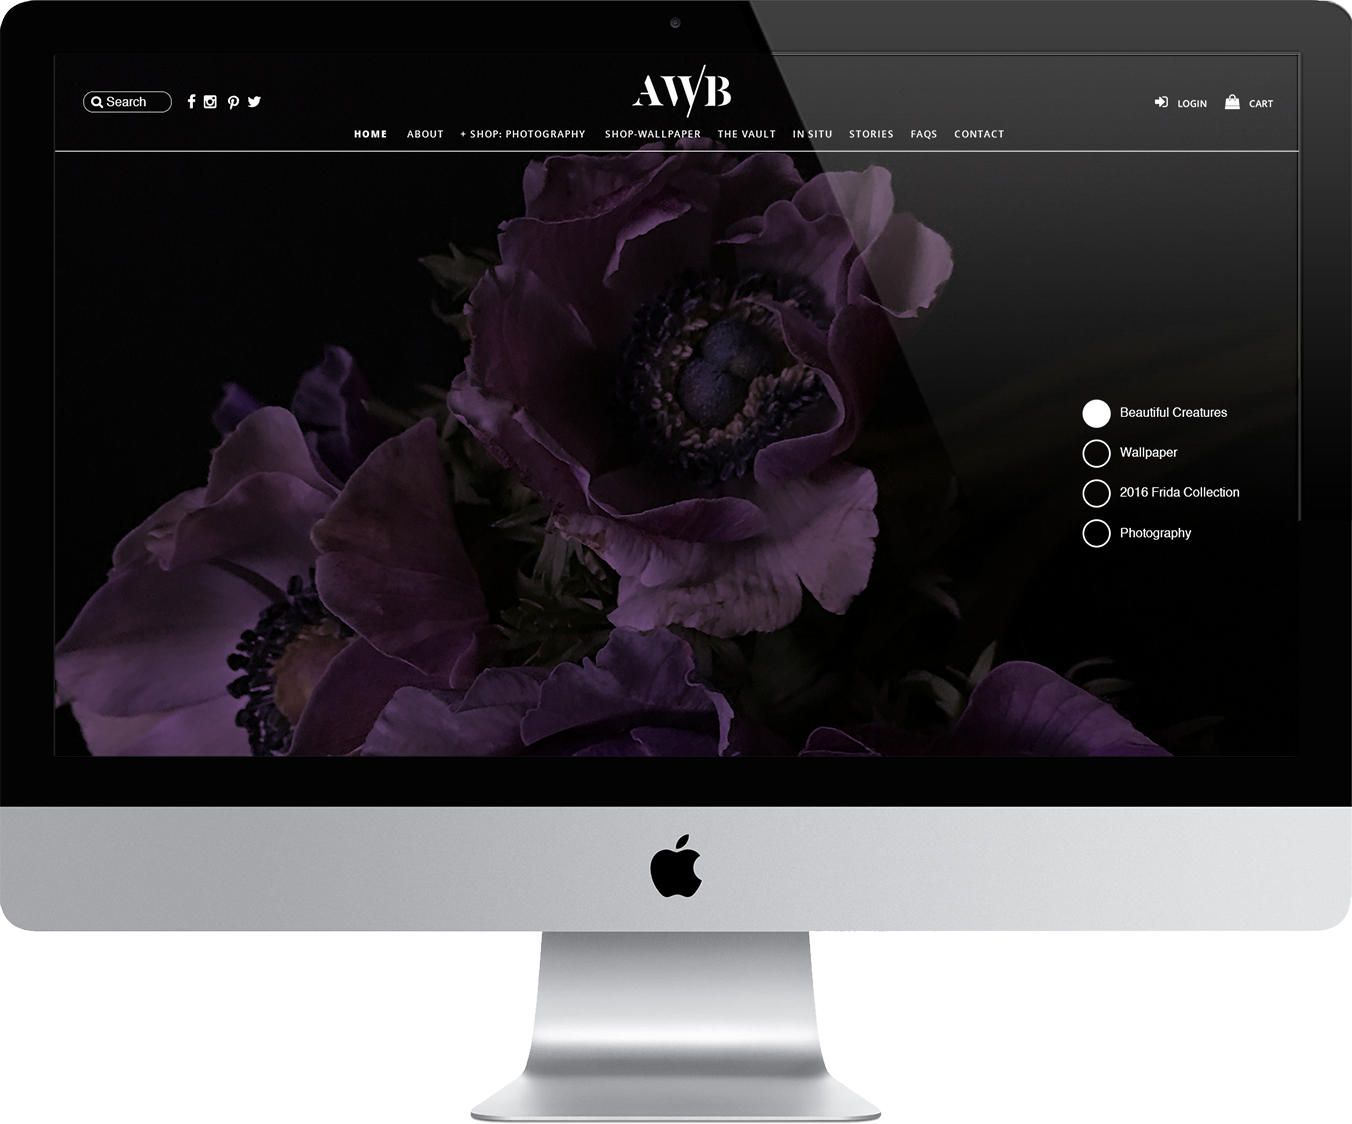 AW/B
Search
LOGIN CART
HOME ABOUT + SHOP: PHOTOGRAPHY SHOP-WALLPAPER THE VAULT IN SITU STORIES FAQS CONTACT
Beautiful Creatures
Wallpaper
2016 Frida Collection
Photography